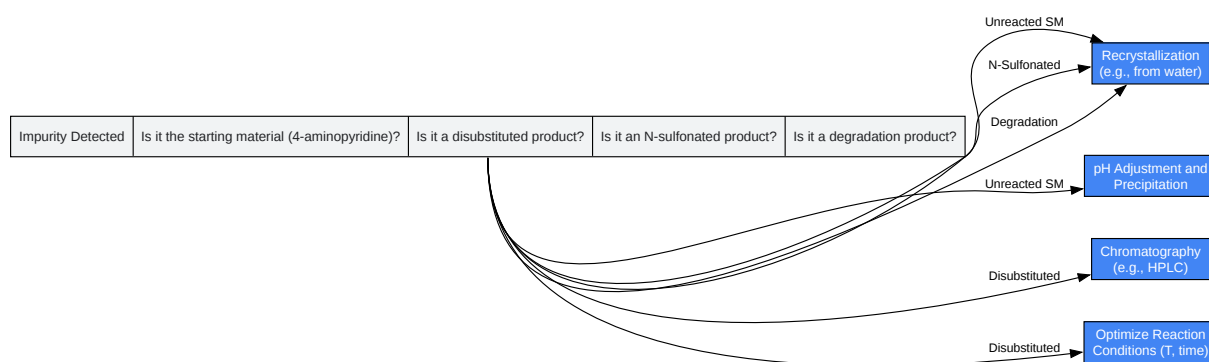 Unreacted SM
Recrystallization
(e.g., from water)
N-Sulfonated
Degradation
Impurity Detected
Is it the starting material (4-aminopyridine)?
Is it a disubstituted product?
Is it an N-sulfonated product?
Is it a degradation product?
Unreacted SM
pH Adjustment and
Precipitation
Chromatography
(e.g., HPLC)
Disubstituted
Optimize Reaction
Conditions (T, time)
Disubstituted